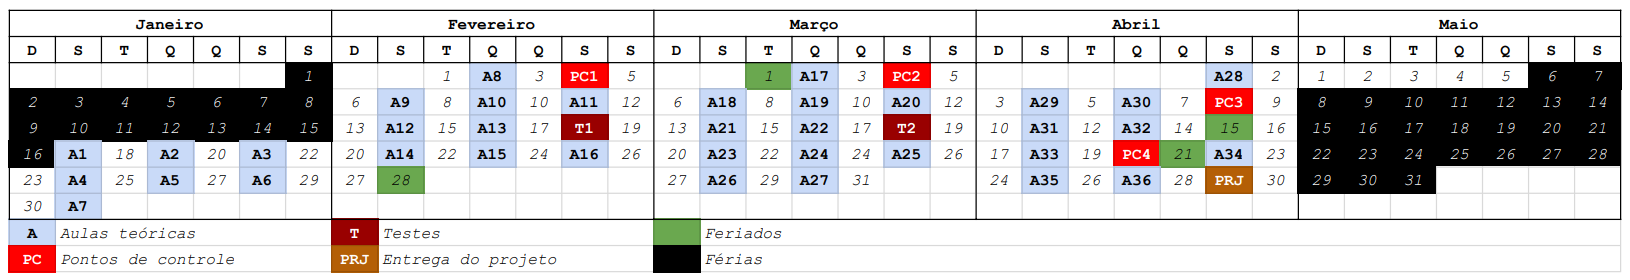 Janeiro Fevereiro Março Abril Maio
D S T Q Q S S D S T Q Q S S D S T Q Q S S D S T Q Q S S D S T Q Q S S
1 1 A8 3 PC1 5 1 A17 3 PC2 5 A28 2 1 2 3 4 5 6 7
2 3 4 5 6 7 8 6 A9 8 A10 10 A11 12 6 A18 8 A19 10 A20 12 3 A29 5 A30 7 PC3 9 8 9 10 11 12 13 14
9 10 11 12 13 14 15 13 A12 15 A13 17 T1 19 13 A21 15 A22 17 T2 19 10 A31 12 A32 14 15 16 15 16 17 18 19 20 21
16 A1 18 A2 20 A3 22 20 A14 22 A15 24 A16 26 20 A23 22 A24 24 A25 26 17 A33 19 PC4 21 A34 23 22 23 24 25 26 27 28
23 A4 25 A5 27 A6 29 27 28 27 A26 29 A27 31 24 A35 26 A36 28 PRJ 30 29 30 31
30 A7
A Aulas teóricas T Testes Feriados
PC Pontos de controle PRJ Entrega do projeto Férias